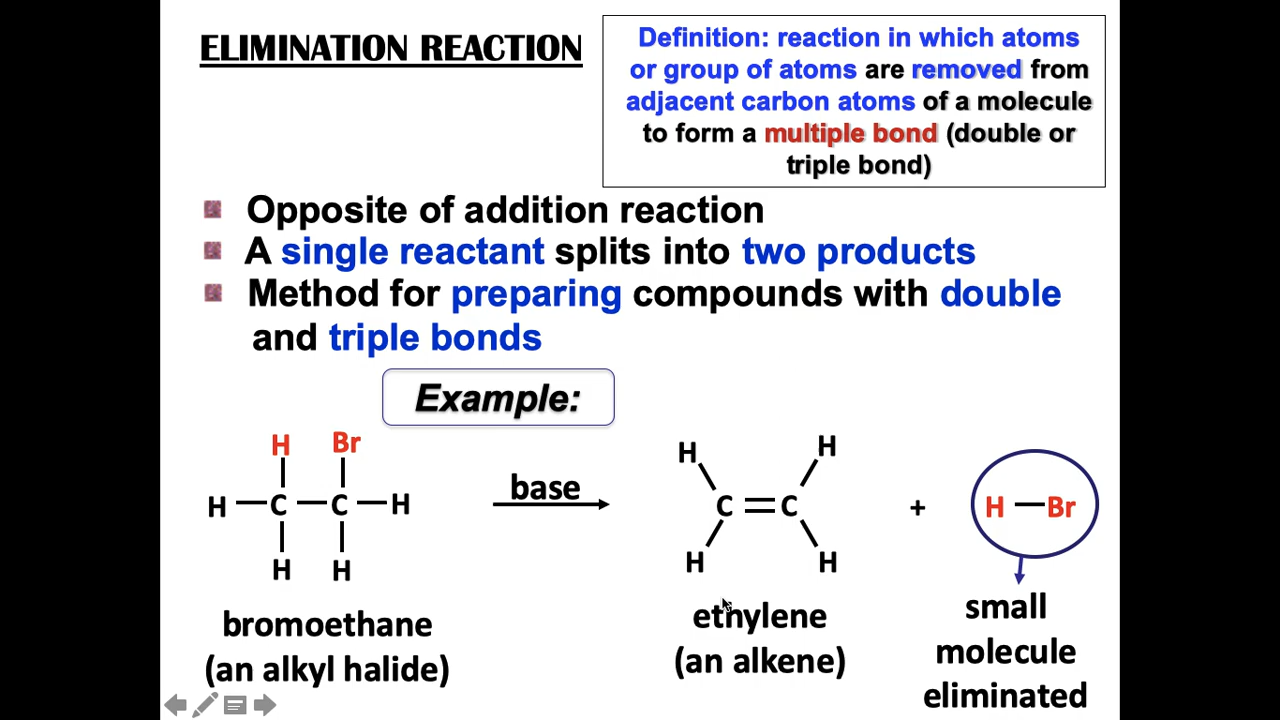 ELIMINATION REACTION
Definition: reaction in which atoms
or group of atoms are removed from
adjacent carbon atoms of a molecule
to form a multiple bond (double or
triple bond)
Opposite of addition reaction
A single reactant splits into two products
Method for preparing compounds with double
and triple bonds
Example:
H Br
H C C H
H H
base
H H
C C
H H
+
H Br
bromoethane
(an alkyl halide)
ethylene
(an alkene)
small
molecule
eliminated